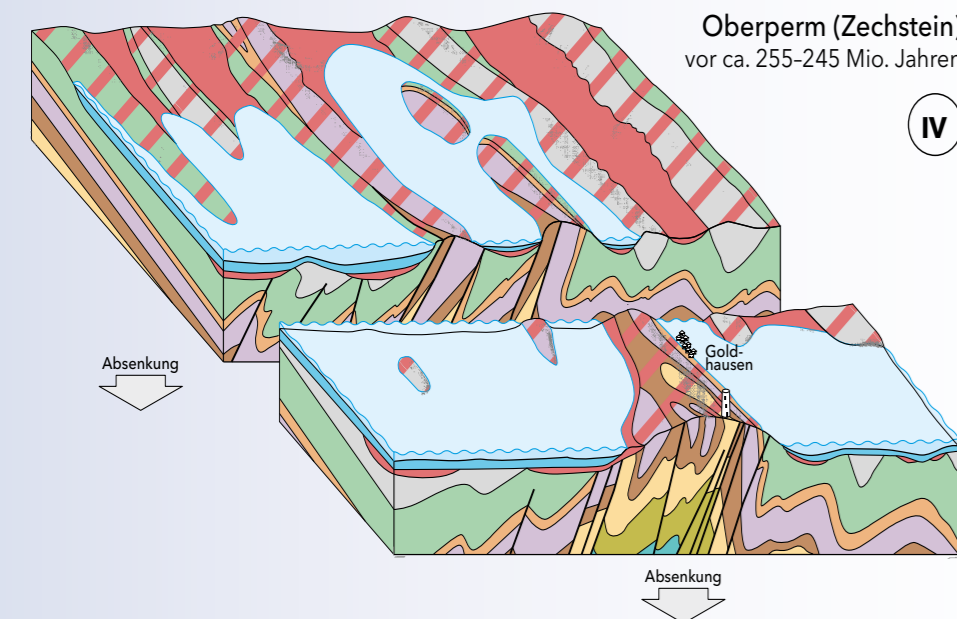 Oberperm (Zechstein)
vor ca. 255–245 Mio. Jahren
IV
Absenkung
Gold-
hausen
Absenkung